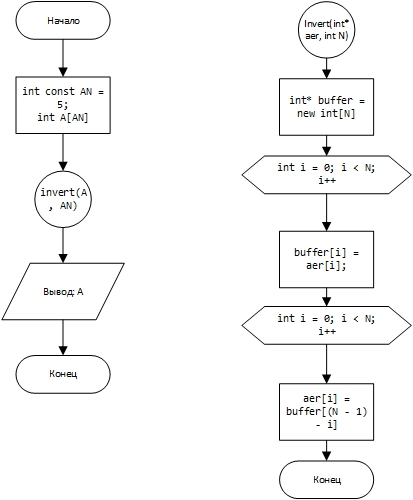 Начало
int const AN =
5;
int A[AN]
invert(A
, AN)
Вывод: A
Конец
Invert(int*
aer, int N)
int* buffer =
new int[N]
int i = 0; i < N;
i++
buffer[i] =
aer[i];
int i = 0; i < N;
i++
aer[i] =
buffer[(N - 1)
- i]
Конец